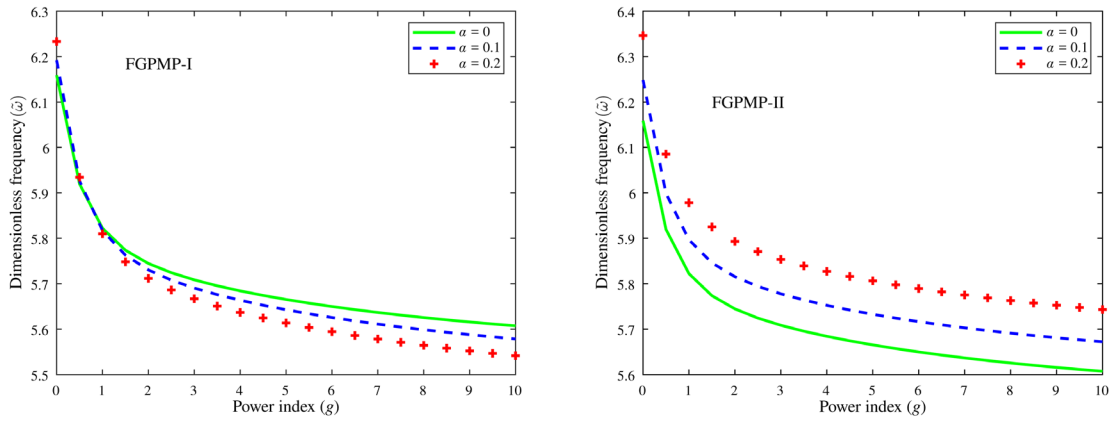 6.3
6.2
6.1
6
5.9
5.8
5.7
5.6
5.5
Dimensionless frequency (ω̃)
FGPMP-I
α = 0
α = 0.1
α = 0.2
0 1 2 3 4 5 6 7 8 9 10
Power index (g)
6.4
6.3
6.2
6.1
6
5.9
5.8
5.7
5.6
Dimensionless frequency (ω̃)
FGPMP-II
α = 0
α = 0.1
α = 0.2
0 1 2 3 4 5 6 7 8 9 10
Power index (g)